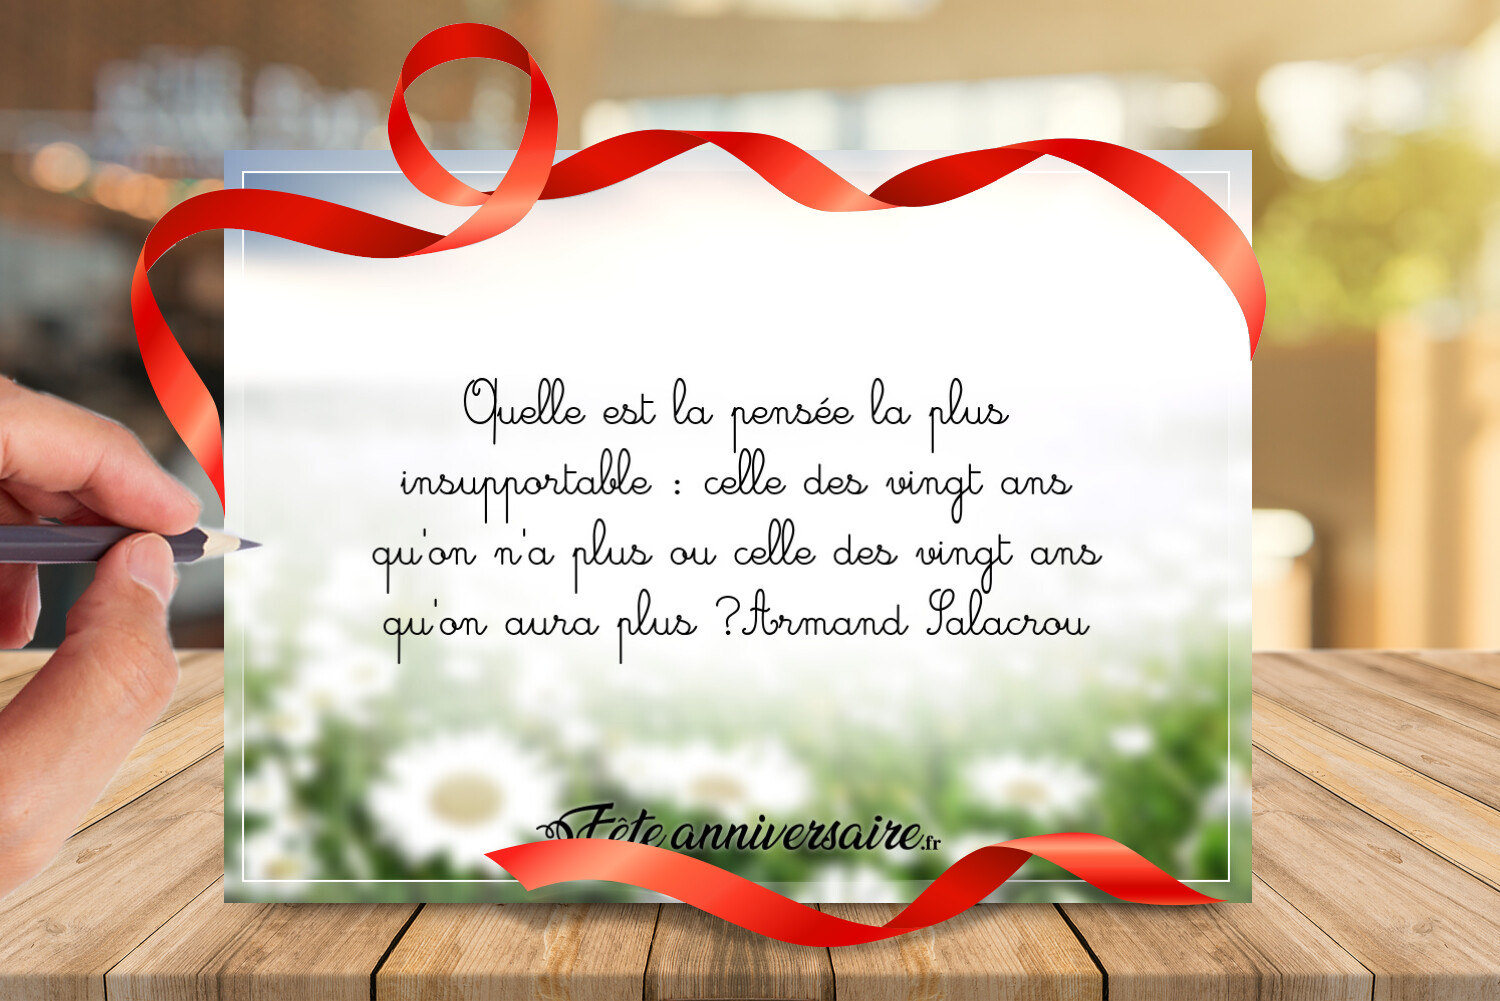 Quelle est la pensée la plus
insupportable : celle des vingt ans
qu'on n'a plus ou celle des vingt ans
qu'on aura plus ?Armand Salacrou
Fête anniversaire.fr